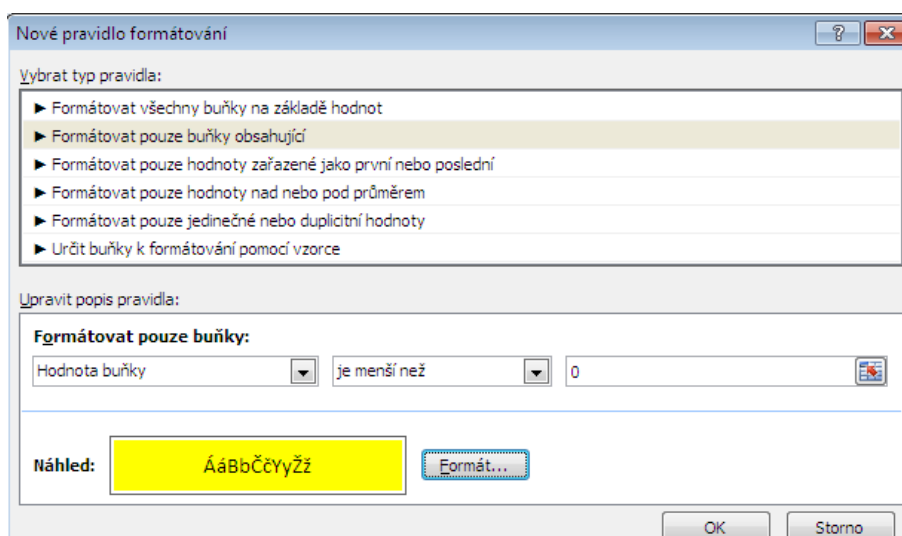 Nové pravidlo formátování
Vybrat typ pravidla:
► Formátovat všechny buňky na základě hodnot
► Formátovat pouze buňky obsahující
► Formátovat pouze hodnoty zařazené jako první nebo poslední
► Formátovat pouze hodnoty nad nebo pod průměrem
► Formátovat pouze jedinečné nebo duplicitní hodnoty
► Určit buňky k formátování pomocí vzorce
Upravit popis pravidla:
Formátovat pouze buňky:
Hodnota buňky je menší než 0
Náhled: ÁáBbČčYyŽž Formát...
OK Storno